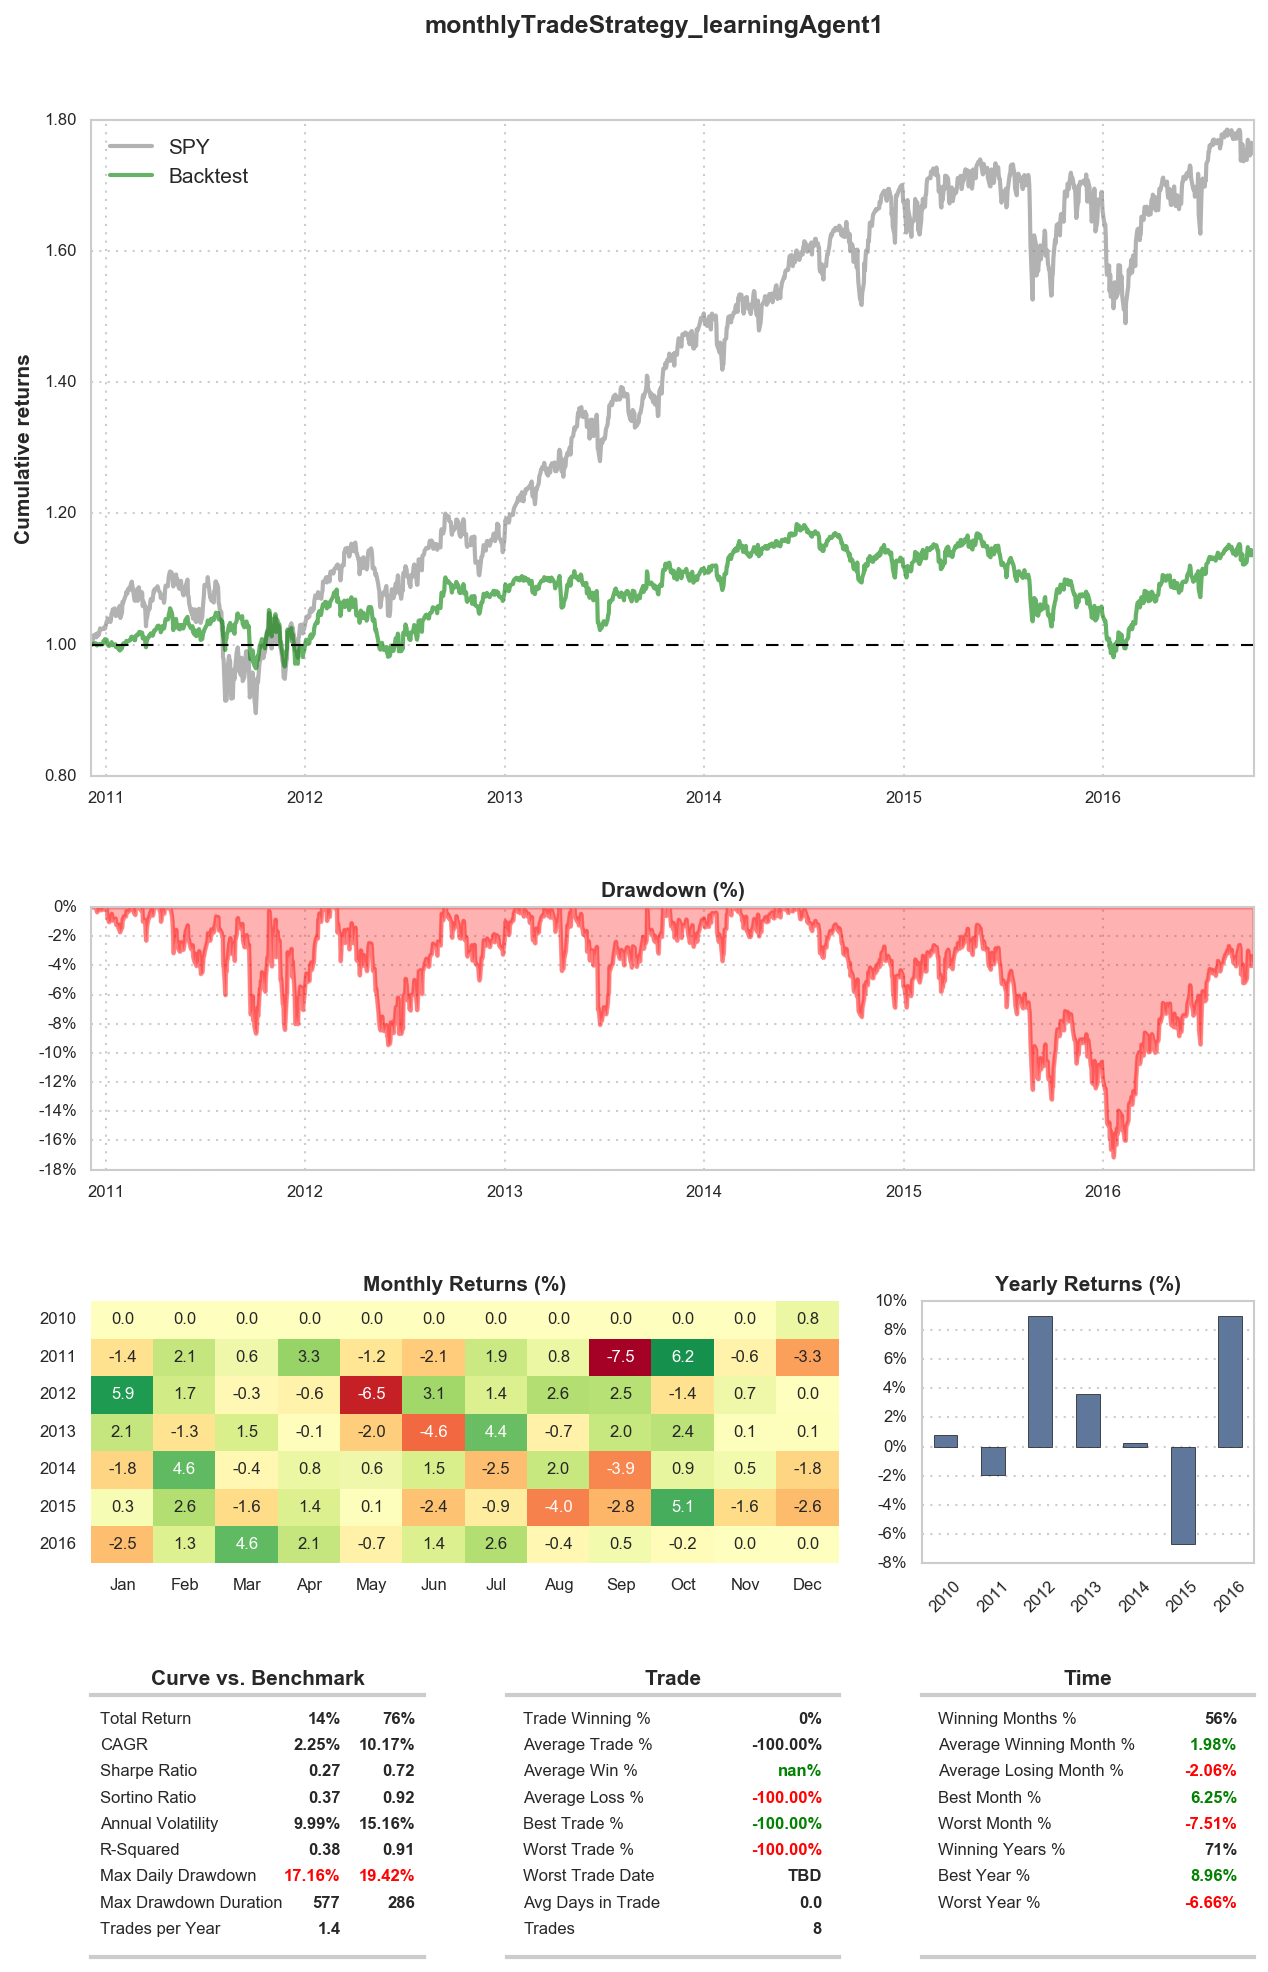 monthlyTradeStrategy_learningAgent1
1.80
SPY
Backtest
1.60
1.40
1.20
1.00
0.80
Cumulative returns
2011 2012 2013 2014 2015 2016
Drawdown (%)
0%
-2%
-4%
-6%
-8%
-10%
-12%
-14%
-16%
-18%
2011 2012 2013 2014 2015 2016
Monthly Returns (%)
2010 0.0 0.0 0.0 0.0 0.0 0.0 0.0 0.0 0.0 0.0 0.0 0.8
2011 -1.4 2.1 0.6 3.3 -1.2 -2.1 1.9 0.8 -7.5 6.2 -0.6 -3.3
2012 5.9 1.7 -0.3 -0.6 -6.5 3.1 1.4 2.6 2.5 -1.4 0.7 0.0
2013 2.1 -1.3 1.5 -0.1 -2.0 -4.6 4.4 -0.7 2.0 2.4 0.1 0.1
2014 -1.8 4.6 -0.4 0.8 0.6 1.5 -2.5 2.0 -3.9 0.9 0.5 -1.8
2015 0.3 2.6 -1.6 1.4 0.1 -2.4 -0.9 -4.0 -2.8 5.1 -1.6 -2.6
2016 -2.5 1.3 4.6 2.1 -0.7 1.4 2.6 -0.4 0.5 -0.2 0.0 0.0
Jan Feb Mar Apr May Jun Jul Aug Sep Oct Nov Dec
Yearly Returns (%)
10%
8%
6%
4%
2%
0%
-2%
-4%
-6%
-8%
2010 2011 2012 2013 2014 2015 2016
Curve vs. Benchmark
Total Return 14% 76%
CAGR 2.25% 10.17%
Sharpe Ratio 0.27 0.72
Sortino Ratio 0.37 0.92
Annual Volatility 9.99% 15.16%
R-Squared 0.38 0.91
Max Daily Drawdown 17.16% 19.42%
Max Drawdown Duration 577 286
Trades per Year 1.4
Trade
Trade Winning % 0%
Average Trade % -100.00%
Average Win % nan%
Average Loss % -100.00%
Best Trade % -100.00%
Worst Trade % -100.00%
Worst Trade Date TBD
Avg Days in Trade 0.0
Trades 8
Time
Winning Months % 56%
Average Winning Month % 1.98%
Average Losing Month % -2.06%
Best Month % 6.25%
Worst Month % -7.51%
Winning Years % 71%
Best Year % 8.96%
Worst Year % -6.66%